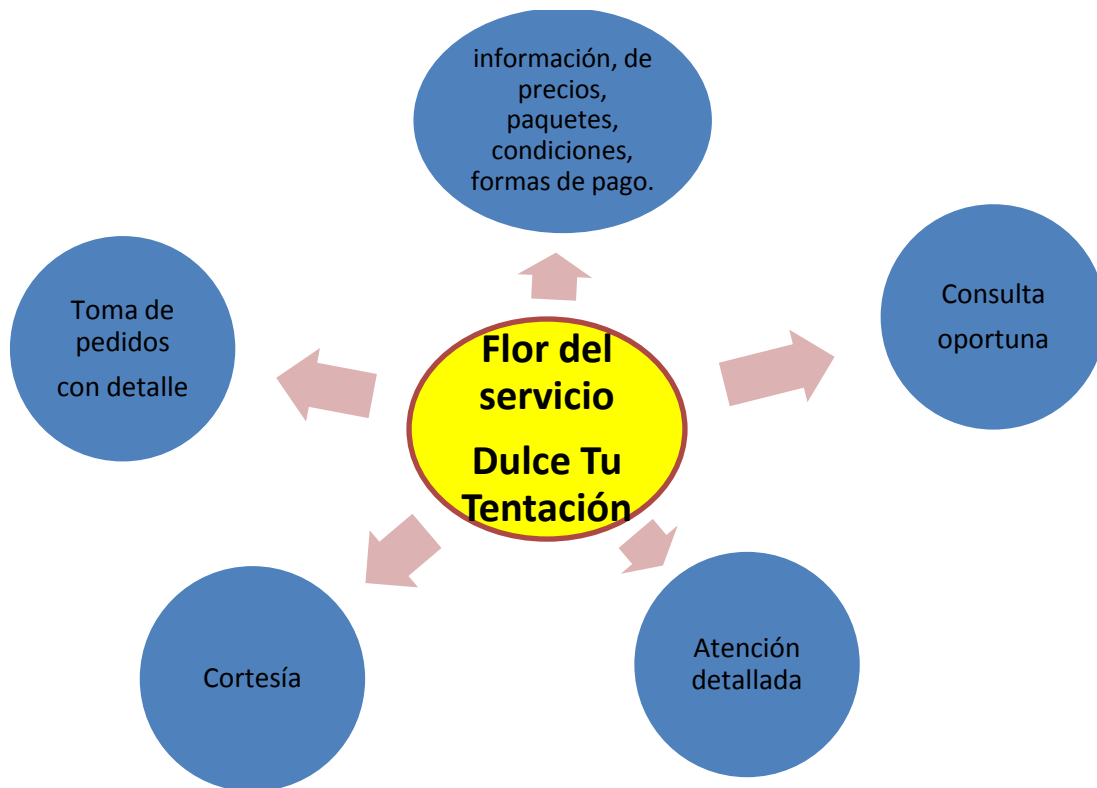 información, de
precios,
paquetes,
condiciones,
formas de pago.
Consulta
oportuna
Toma de
pedidos
con detalle
Flor del
servicio
Dulce Tu
Tentación
Atención
detallada
Cortesía